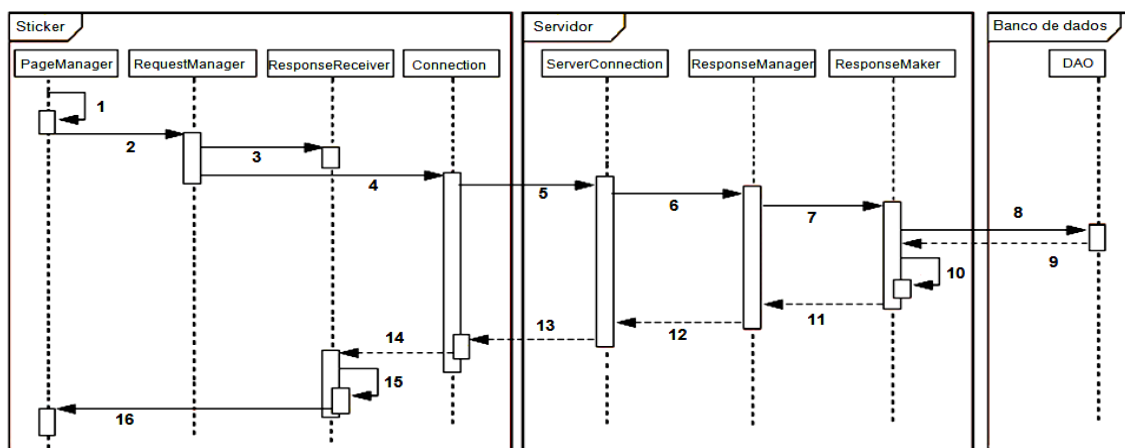 Sticker
Servidor
Banco de dados
PageManager
RequestManager
ResponseReceiver
Connection
ServerConnection
ResponseManager
ResponseMaker
DAO
1
2
3
4
5
6
7
8
9
10
11
12
13
14
15
16